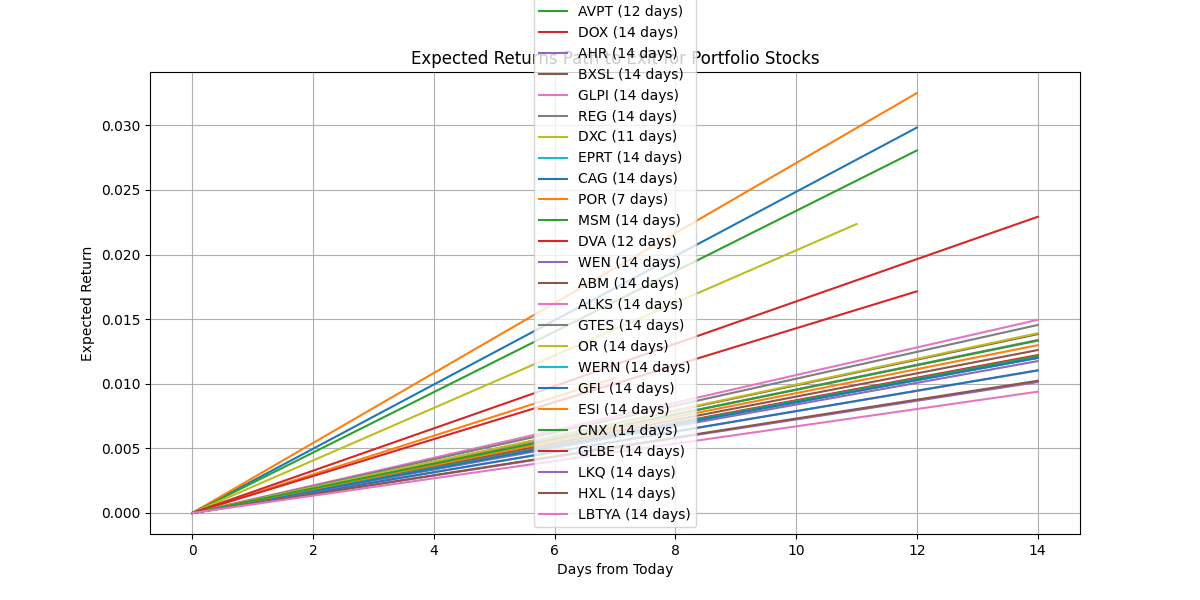 AVPT (12 days)
DOX (14 days)
AHR (14 days)
Expected Returns Path to Exit for Portfolio Stocks
BXSL (14 days)
GLPI (14 days)
REG (14 days)
DXC (11 days)
EPRT (14 days)
CAG (14 days)
POR (7 days)
MSM (14 days)
DVA (12 days)
WEN (14 days)
ABM (14 days)
ALKS (14 days)
GTES (14 days)
OR (14 days)
WERN (14 days)
GFL (14 days)
ESI (14 days)
CNX (14 days)
GLBE (14 days)
LKQ (14 days)
HXL (14 days)
LBTYA (14 days)
Expected Return
0.030
0.025
0.020
0.015
0.010
0.005
0.000
0 2 4 6 8 10 12 14
Days from Today